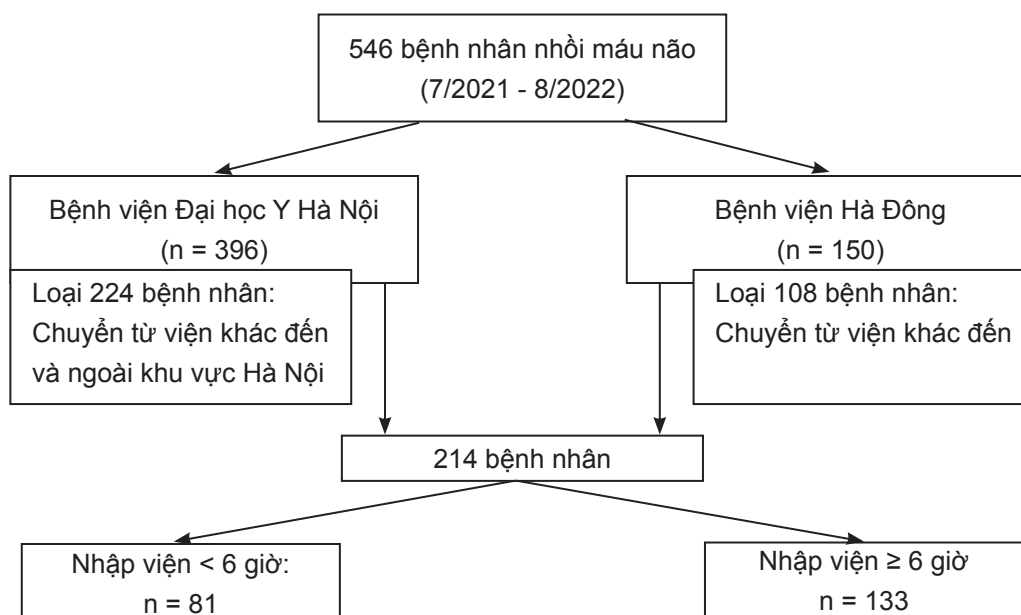 546 bệnh nhân nhồi máu não
(7/2021 - 8/2022)
Bệnh viện Đại học Y Hà Nội
(n = 396)
Bệnh viện Hà Đông
(n = 150)
Loại 224 bệnh nhân:
Chuyển từ viện khác đến
và ngoài khu vực Hà Nội
Loại 108 bệnh nhân:
Chuyển từ viện khác đến
214 bệnh nhân
Nhập viện < 6 giờ:
n = 81
Nhập viện ≥ 6 giờ
n = 133